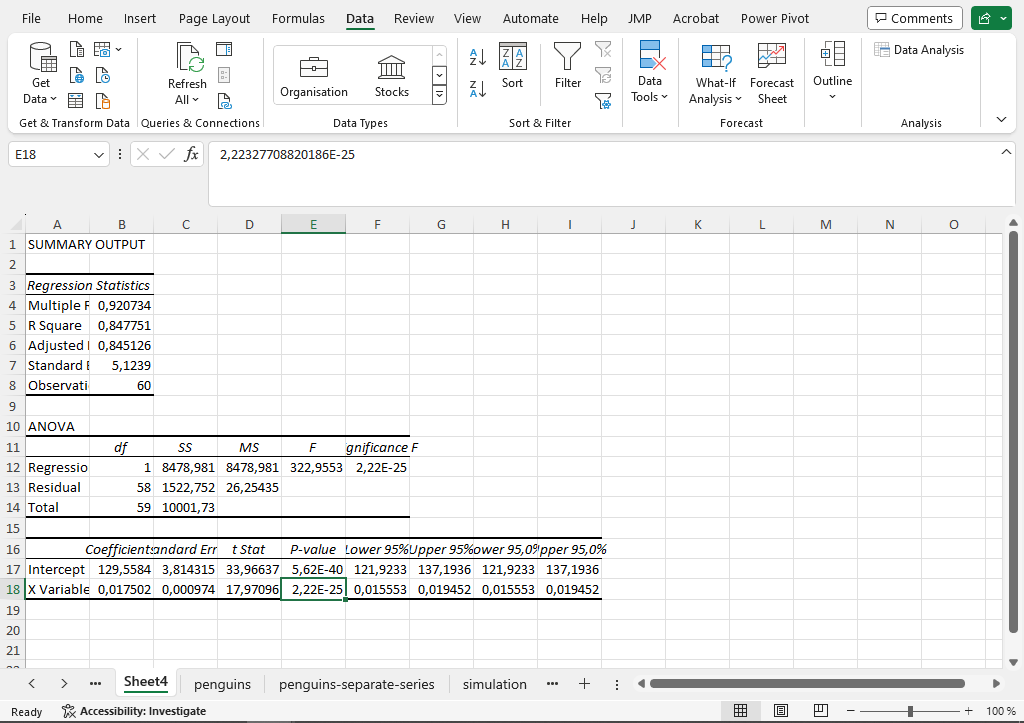 File Home Insert Page Layout Formulas Data Review View Automate Help JMP Acrobat Power Pivot Comments
Get Data
Refresh All
Organisation Stocks
Sort
Filter
Data Tools
What-If Analysis
Forecast Sheet
Outline
Data Analysis
Get & Transform Data Queries & Connections Data Types Sort & Filter Forecast Analysis
E18 fx 2,22327708820186E-25
A B C D E F G H I J K L M N O
1 SUMMARY OUTPUT
2
3 Regression Statistics
4 Multiple R 0,920734
5 R Square 0,847751
6 Adjusted 0,845126
7 Standard E 5,1239
8 Observati 60
9
10 ANOVA
11 df SS MS F gnificance F
12 Regressio 1 8478,981 8478,981 322,9553 2,22E-25
13 Residual 58 1522,752 26,25435
14 Total 59 10001,73
15
16 Coefficients andard Err t Stat P-value Lower 95% Upper 95% ower 95,0% pper 95,0%
17 Intercept 129,5584 3,814315 33,96637 5,62E-40 121,9233 137,1936 121,9233 137,1936
18 X Variable 0,017502 0,000974 17,97096 2,22E-25 0,015553 0,019452 0,015553 0,019452
19
20
21
Sheet4 penguins penguins-separate-series simulation
Ready Accessibility: Investigate 100 %